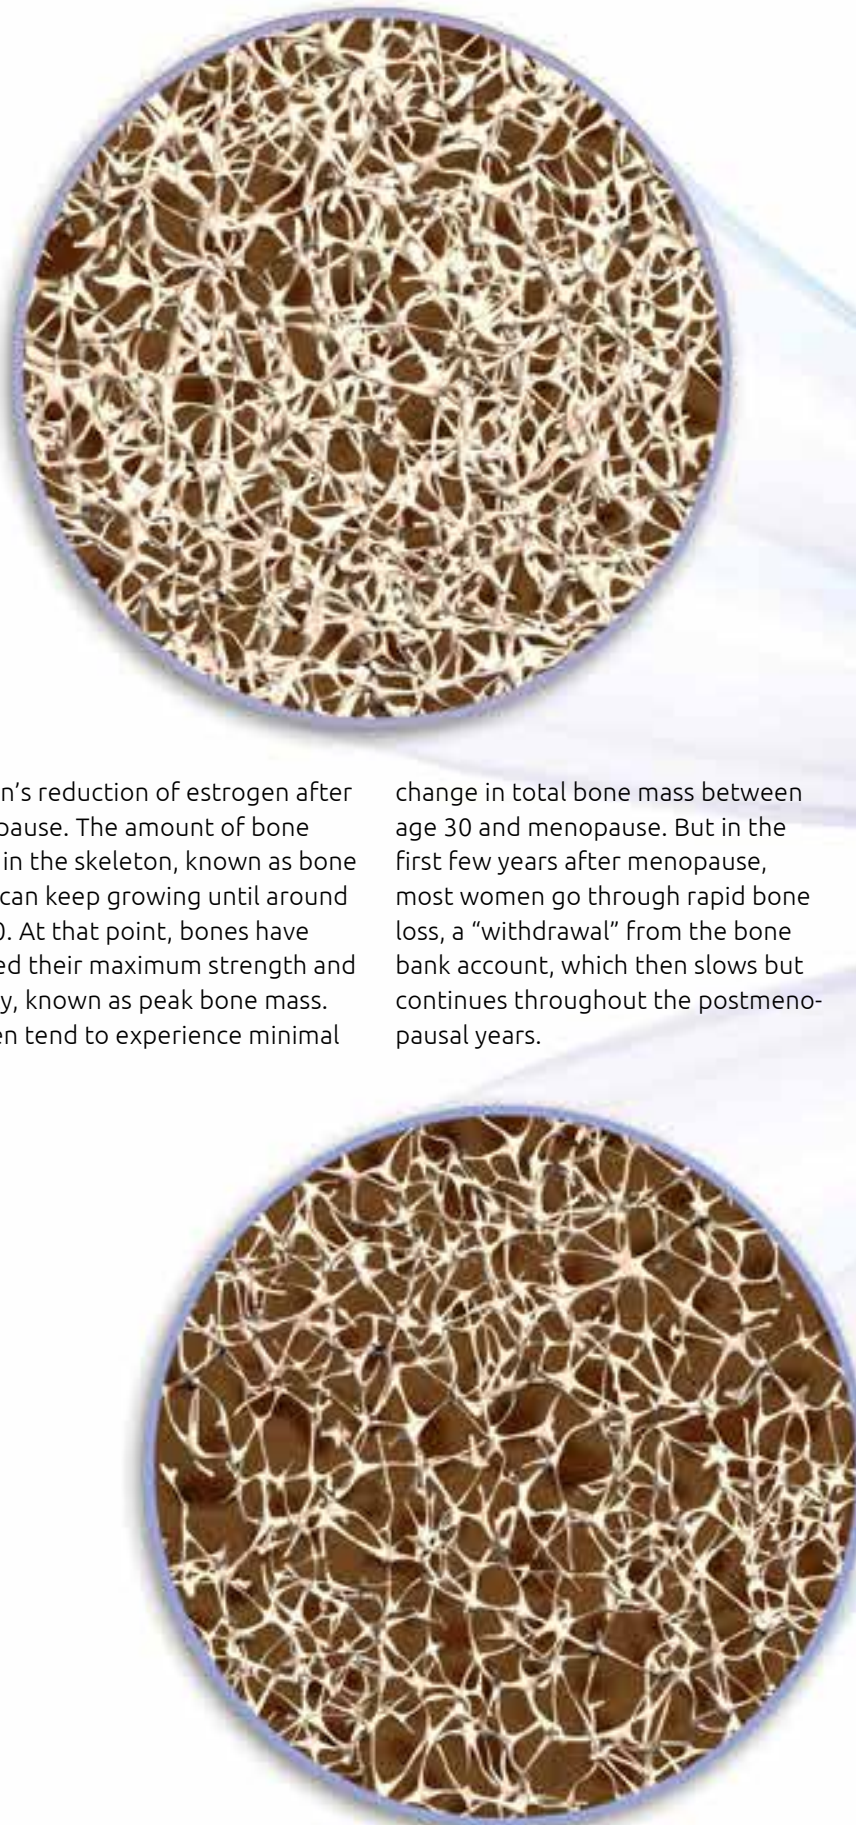 n’s reduction of estrogen after
pause. The amount of bone
in the skeleton, known as bone
can keep growing until around
0. At that point, bones have
ed their maximum strength and
y, known as peak bone mass.
en tend to experience minimal
change in total bone mass between
age 30 and menopause. But in the
first few years after menopause,
most women go through rapid bone
loss, a “withdrawal” from the bone
bank account, which then slows but
continues throughout the postmeno-
pausal years.